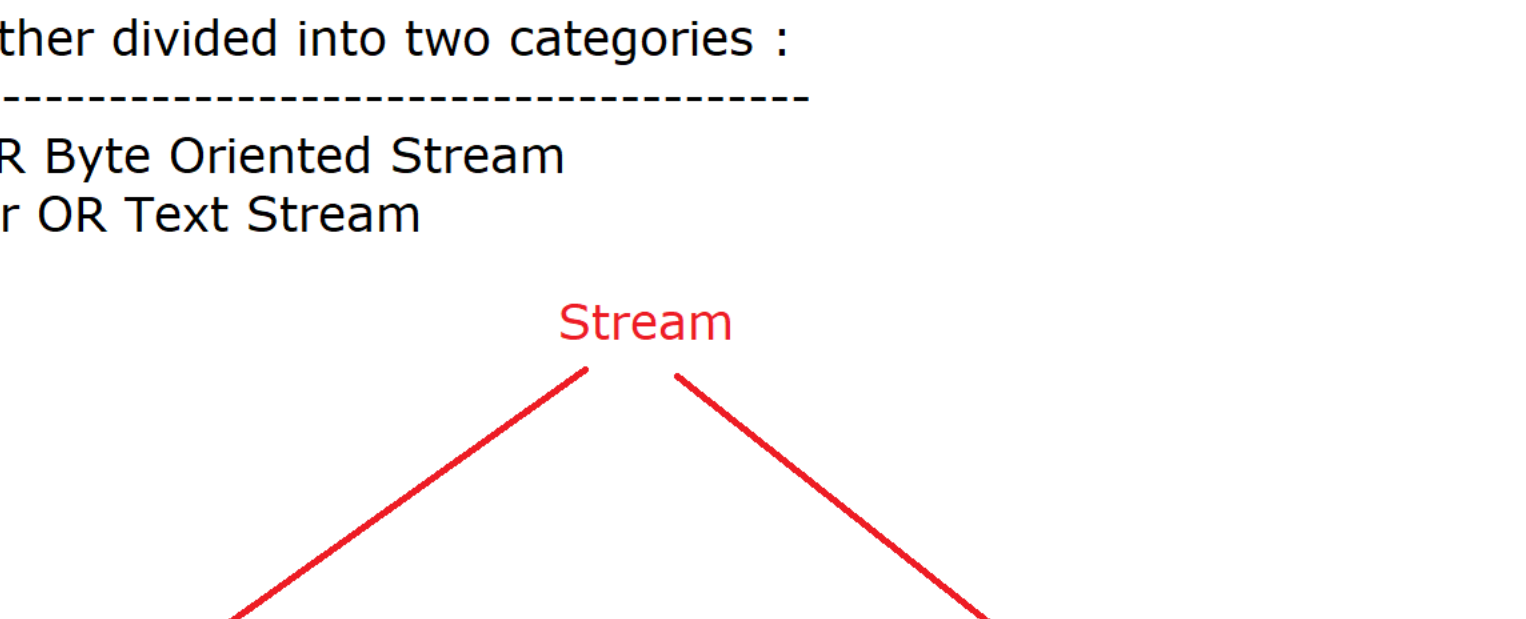 ther divided into two categories :
--------------------------------------
R Byte Oriented Stream
r OR Text Stream
Stream